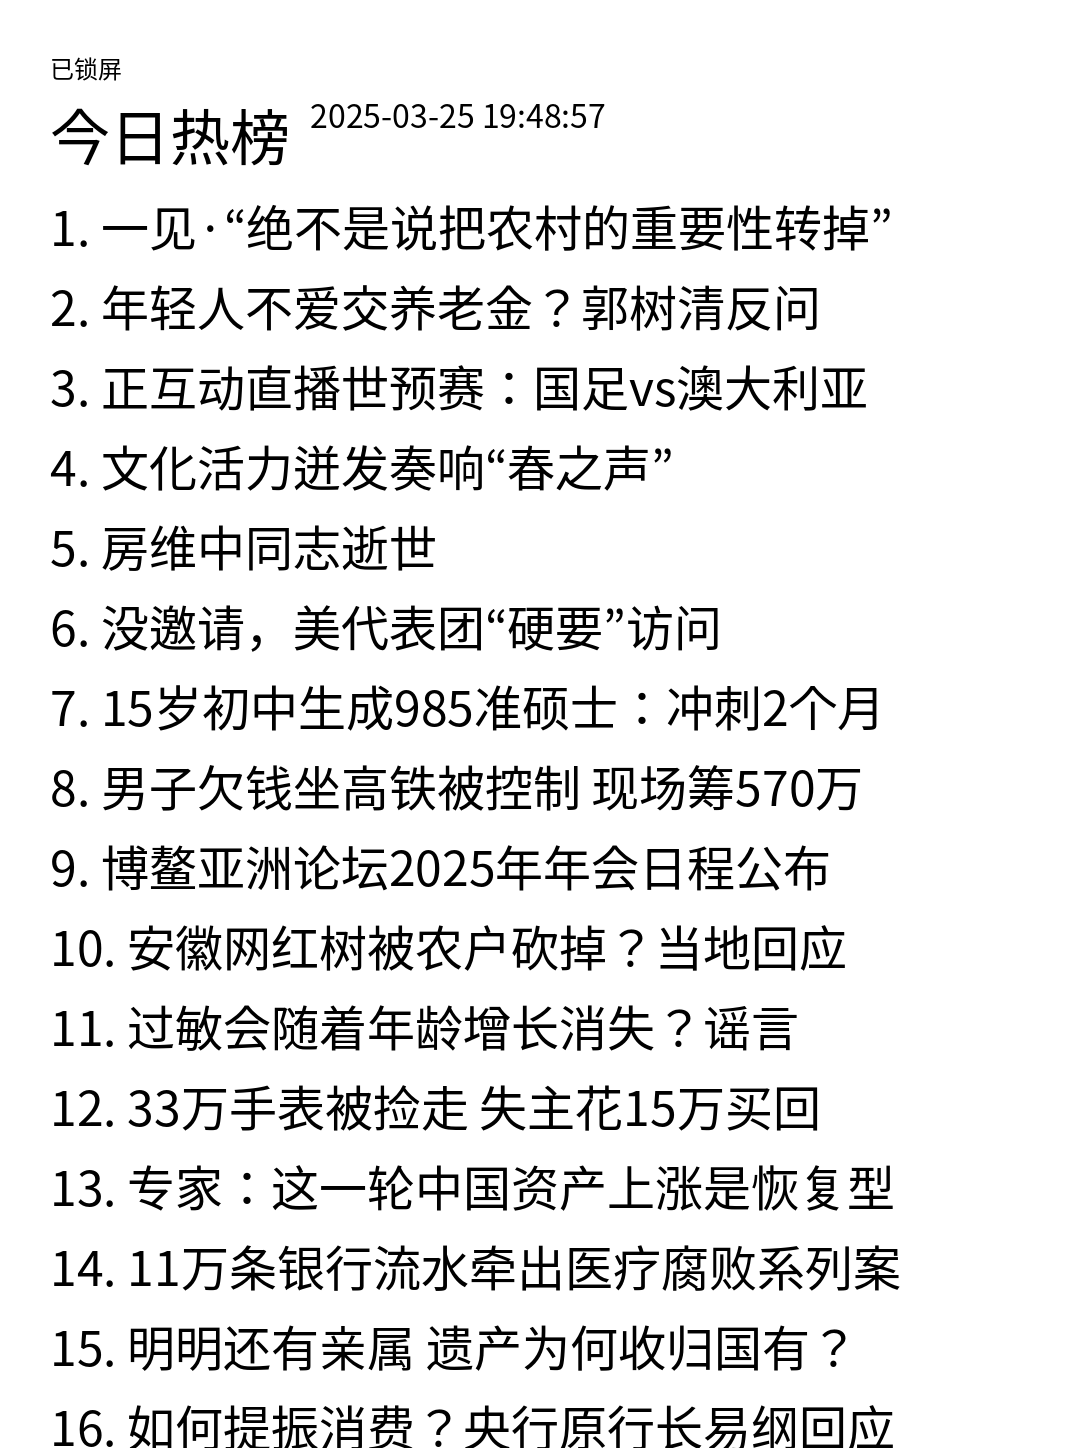 已锁屏
今日热榜 2025-03-25 19:48:57
1. 一见·“绝不是说把农村的重要性转掉”
2. 年轻人不爱交养老金？郭树清反问
3. 正互动直播世预赛：国足vs澳大利亚
4. 文化活力迸发奏响“春之声”
5. 房维中同志逝世
6. 没邀请，美代表团“硬要”访问
7. 15岁初中生成985准硕士：冲刺2个月
8. 男子欠钱坐高铁被控制 现场筹570万
9. 博鳌亚洲论坛2025年年会日程公布
10. 安徽网红树被农户砍掉？当地回应
11. 过敏会随着年龄增长消失？谣言
12. 33万手表被捡走 失主花15万买回
13. 专家：这一轮中国资产上涨是恢复型
14. 11万条银行流水牵出医疗腐败系列案
15. 明明还有亲属 遗产为何收归国有？
16. 如何提振消费？央行原行长易纲回应